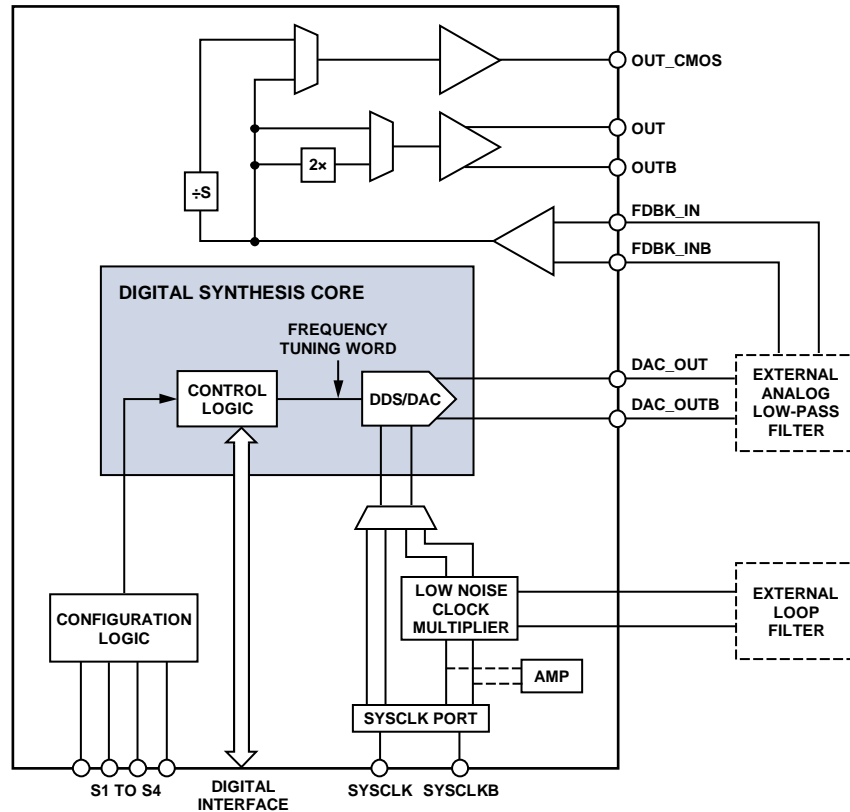 OUT_CMOS
OUT
2×
OUTB
÷S
FDBK_IN
FDBK_INB
DIGITAL SYNTHESIS CORE
FREQUENCY
TUNING WORD
CONTROL
LOGIC
DDS/DAC
DAC_OUT
DAC_OUTB
EXTERNAL
ANALOG
LOW-PASS
FILTER
LOW NOISE
CLOCK
MULTIPLIER
EXTERNAL
LOOP
FILTER
CONFIGURATION
LOGIC
AMP
SYSCLK PORT
S1 TO S4
DIGITAL
INTERFACE
SYSCLK
SYSCLKB